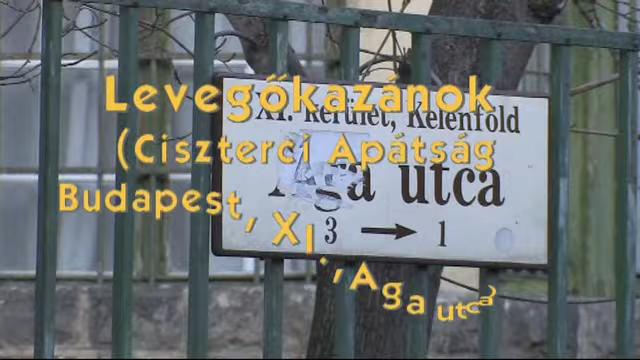 Levegőkazánok
(Ciszterci Apátság
Budapest, XI., Aga utca)
XI. kerület, Kelenföld
Aga utca
3 → 1